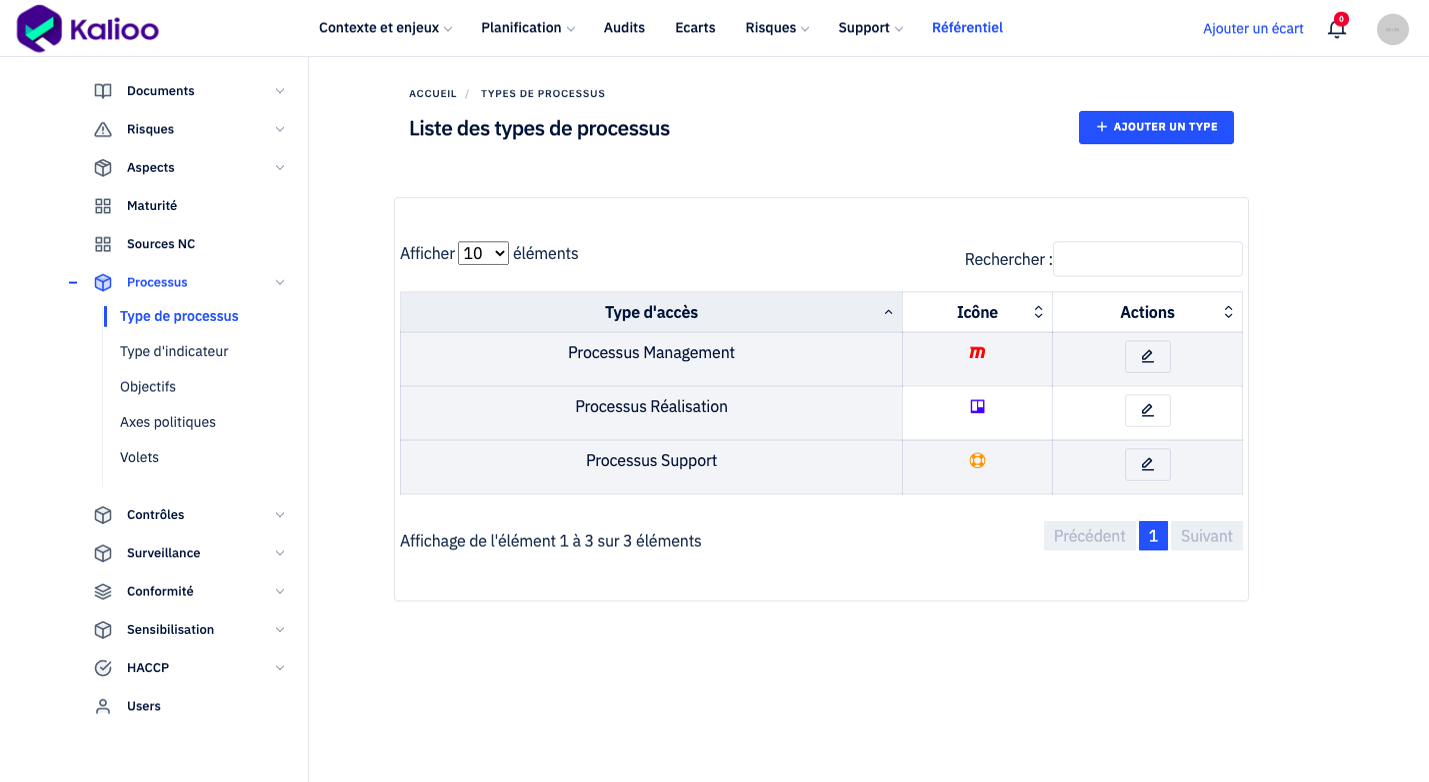 Kalioo
Contexte et enjeux Planification Audits Ecarts Risques Support Référentiel Ajouter un écart 0
Documents
Risques
Aspects
Maturité
Sources NC
Processus
Type de processus
Type d'indicateur
Objectifs
Axes politiques
Volets
Contrôles
Surveillance
Conformité
Sensibilisation
HACCP
Users
ACCUEIL / TYPES DE PROCESSUS
Liste des types de processus
AJOUTER UN TYPE
Afficher 10 éléments
Rechercher :
Type d'accès Icône Actions
Processus Management
Processus Réalisation
Processus Support
Affichage de l'élément 1 à 3 sur 3 éléments
Précédent 1 Suivant